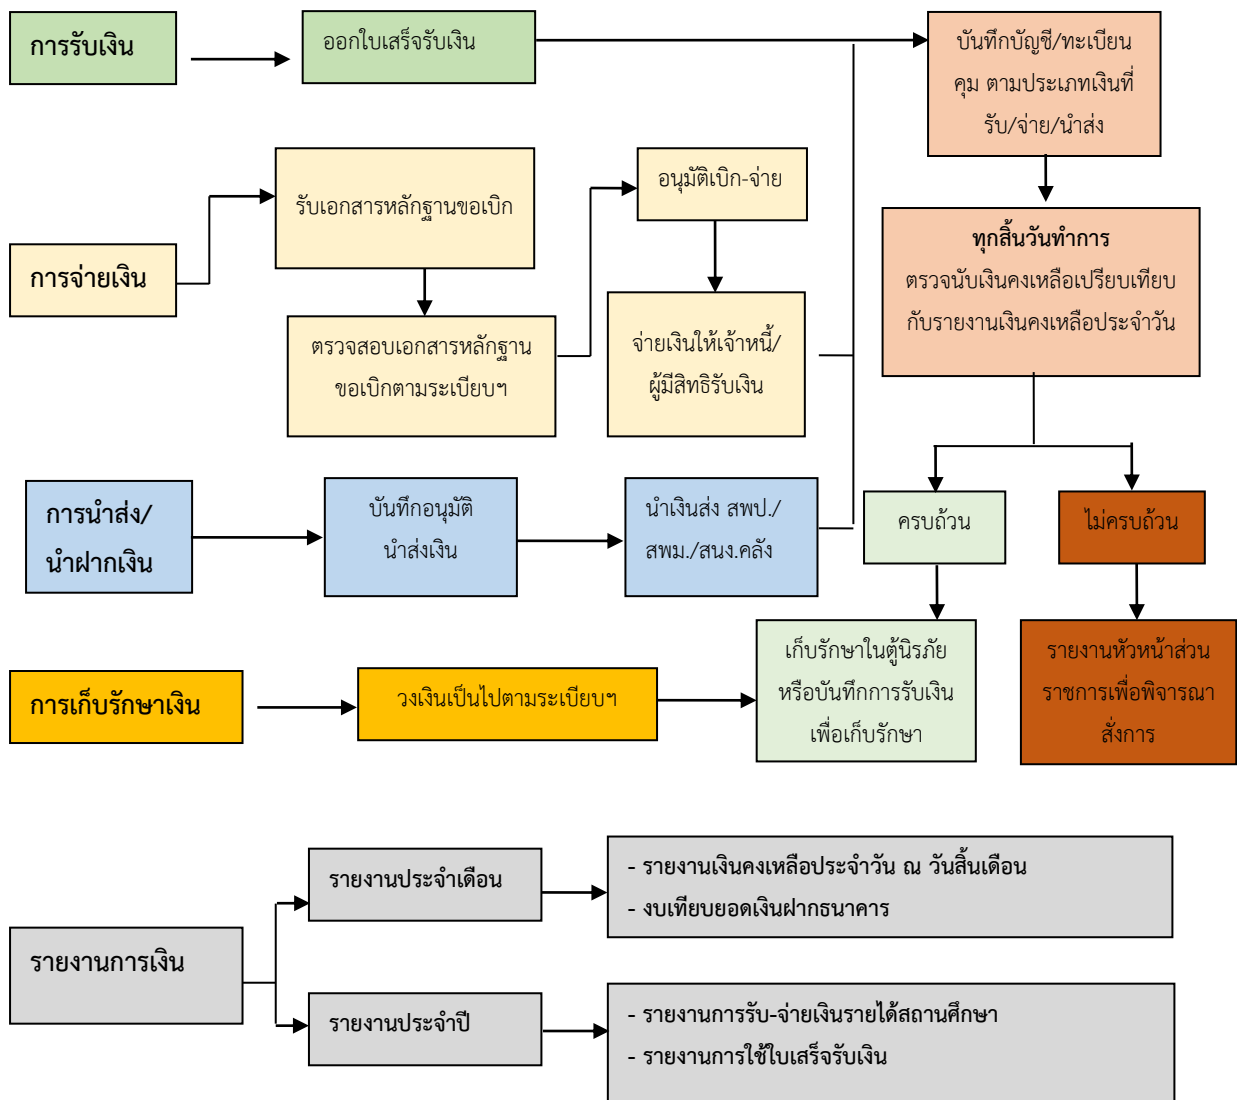 การรับเงิน
ออกใบเสร็จรับเงิน
บันทึกบัญชี/ทะเบียน
คุม ตามประเภทเงินที่
รับ/จ่าย/นำส่ง
การจ่ายเงิน
รับเอกสารหลักฐานขอเบิก
ตรวจสอบเอกสารหลักฐาน
ขอเบิกตามระเบียบฯ
อนุมัติเบิก-จ่าย
จ่ายเงินให้เจ้าหนี้/
ผู้มีสิทธิรับเงิน
ทุกสิ้นวันทำการ
ตรวจนับเงินคงเหลือเปรียบเทียบ
กับรายงานเงินคงเหลือประจำวัน
การนำส่ง/
นำฝากเงิน
บันทึกอนุมัติ
นำส่งเงิน
นำเงินส่ง สพป./
สพม./สนง.คลัง
ครบถ้วน
ไม่ครบถ้วน
การเก็บรักษาเงิน
วงเงินเป็นไปตามระเบียบฯ
เก็บรักษาในตู้นิรภัย
หรือบันทึกการรับเงิน
เพื่อเก็บรักษา
รายงานหัวหน้าส่วน
ราชการเพื่อพิจารณา
สั่งการ
รายงานการเงิน
รายงานประจำเดือน
- รายงานเงินคงเหลือประจำวัน ณ วันสิ้นเดือน
- งบเทียบยอดเงินฝากธนาคาร
รายงานประจำปี
- รายงานการรับ-จ่ายเงินรายได้สถานศึกษา
- รายงานการใช้ใบเสร็จรับเงิน